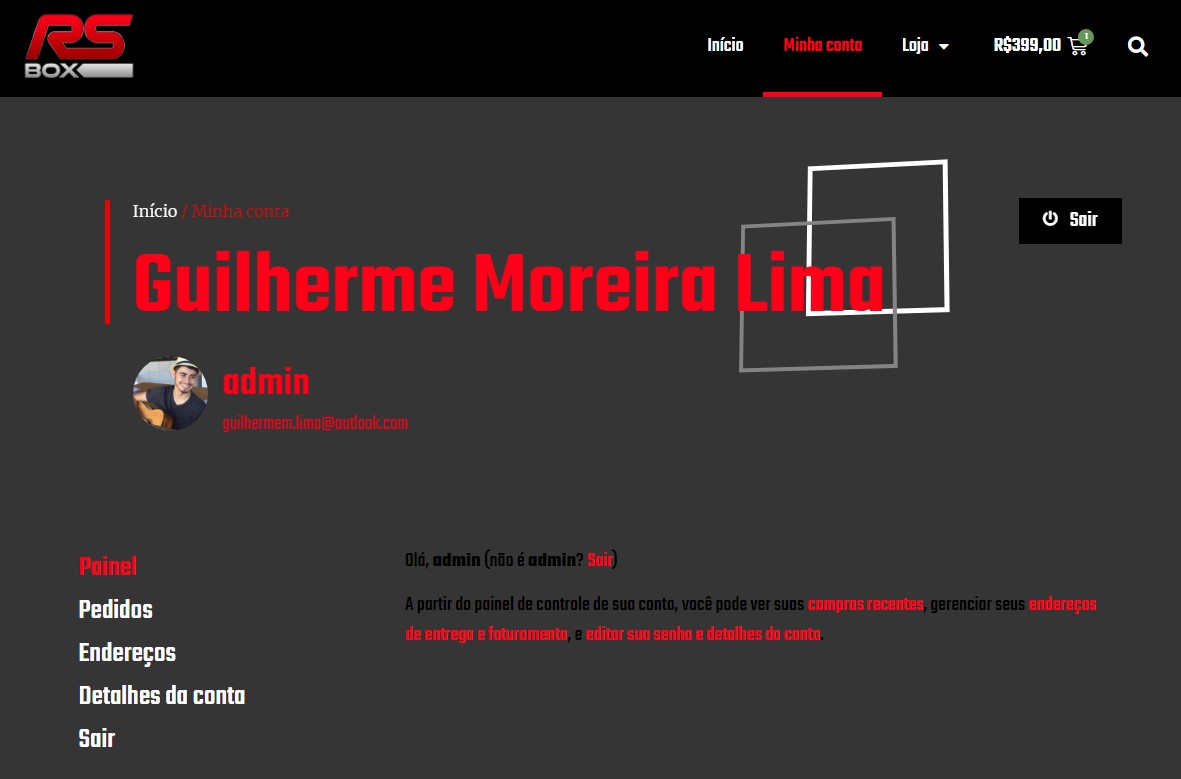 RS
BOX
Início
Minha conta
Loja
R$399,00
1
Início / Minha conta
Sair
Guilherme Moreira Lima
admin
guilhermem.lima@outlook.com
Painel
Pedidos
Endereços
Detalhes da conta
Sair
Olá, admin (não é admin? Sair)
A partir do painel de controle de sua conta, você pode ver suas compras recentes, gerenciar seus endereços
de entrega e faturamento, e editar sua senha e detalhes da conta.